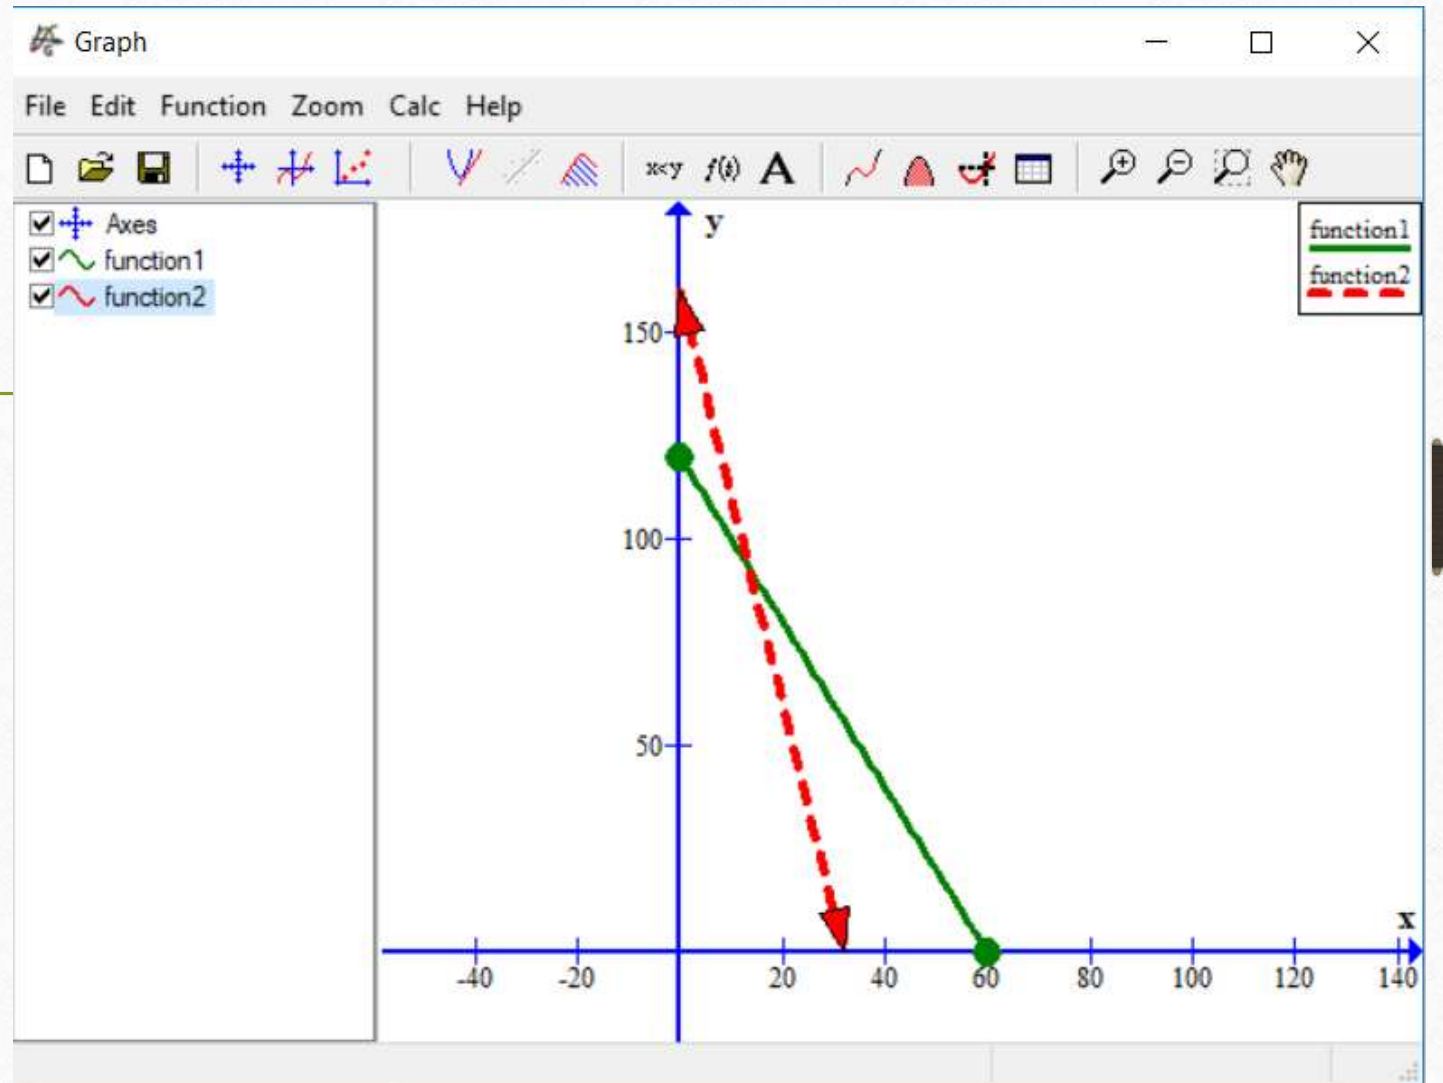 Graph
File Edit Function Zoom Calc Help
x<y f(t) A
Axes
function1
function2
y
function1
function2
150
100
50
x
-40 -20 20 40 60 80 100 120 140